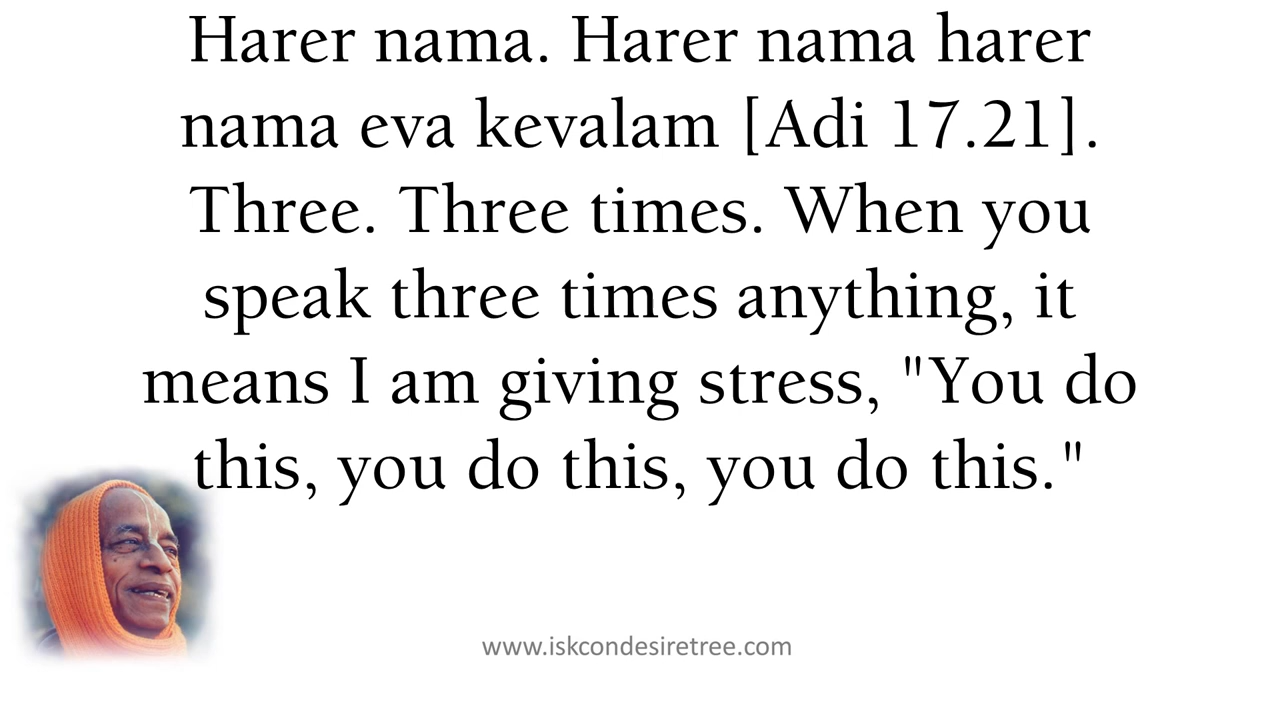 Harer nama. Harer nama harer
nama eva kevalam [Adi 17.21].
Three. Three times. When you
speak three times anything, it
means I am giving stress, "You do
this, you do this, you do this."
www.iskcondesiretree.com